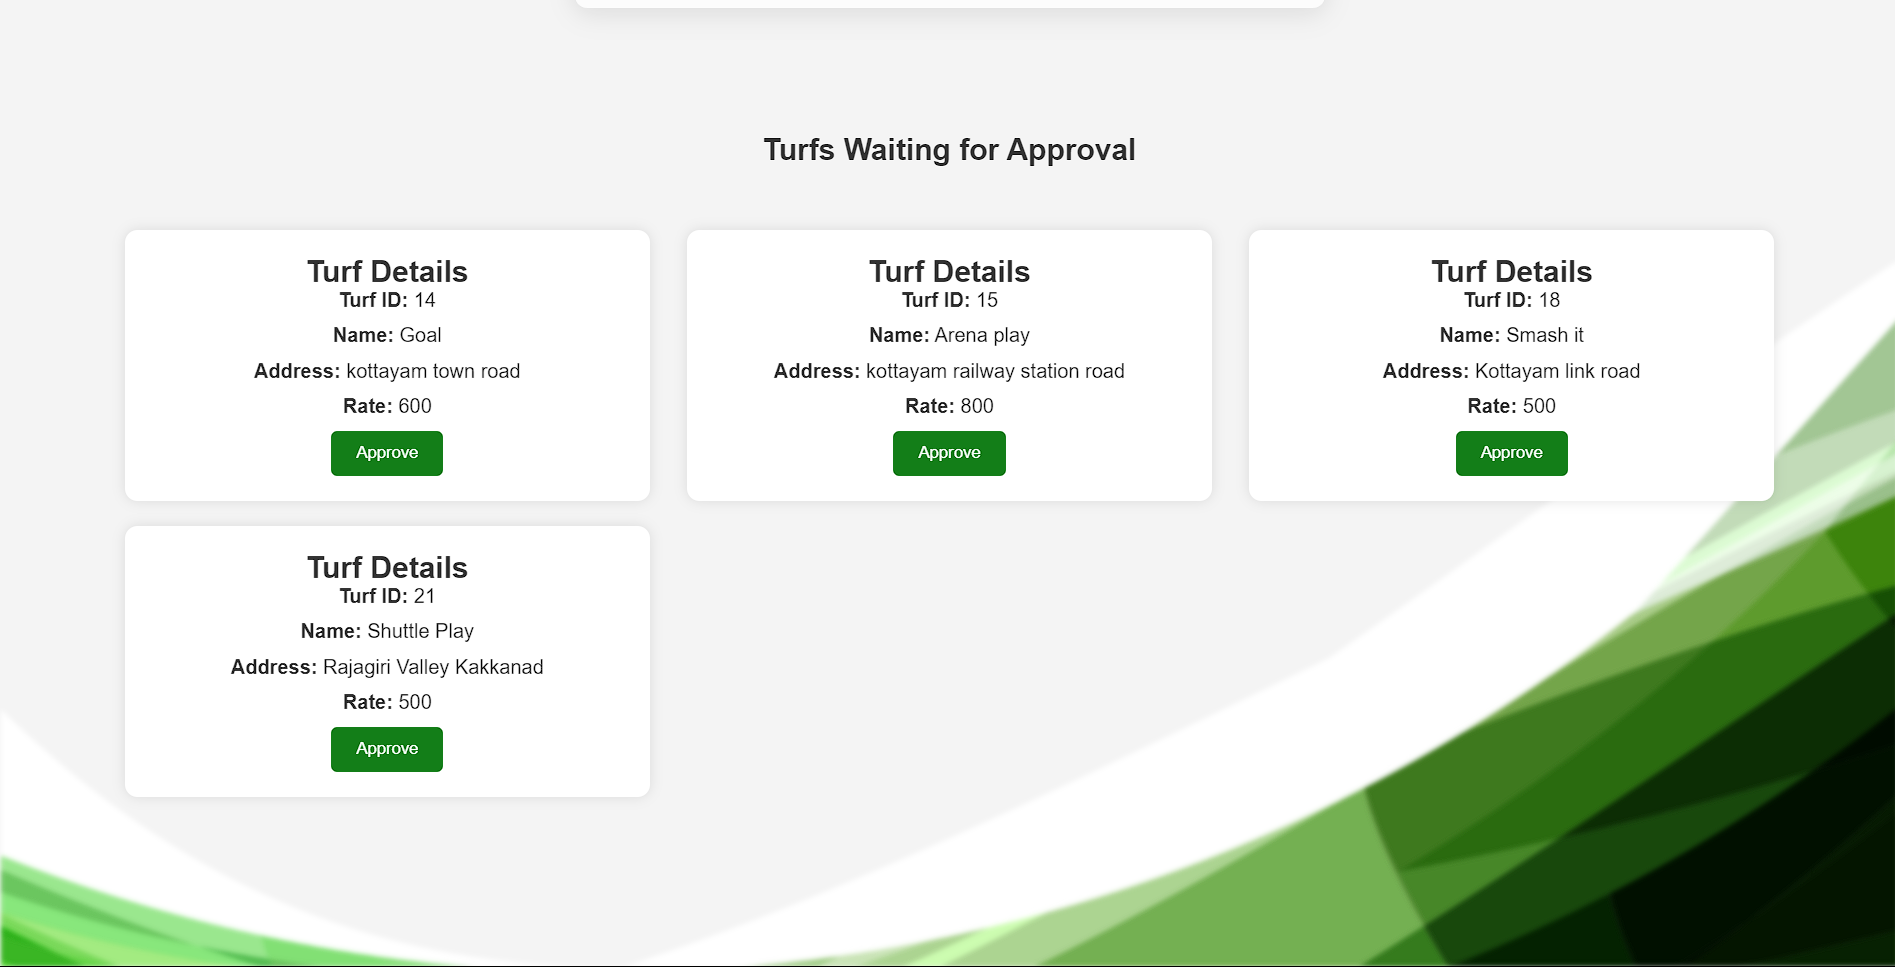 Turfs Waiting for Approval
Turf Details
Turf ID: 14
Name: Goal
Address: kottayam town road
Rate: 600
Approve
Turf Details
Turf ID: 15
Name: Arena play
Address: kottayam railway station road
Rate: 800
Approve
Turf Details
Turf ID: 18
Name: Smash it
Address: Kottayam link road
Rate: 500
Approve
Turf Details
Turf ID: 21
Name: Shuttle Play
Address: Rajagiri Valley Kakkanad
Rate: 500
Approve